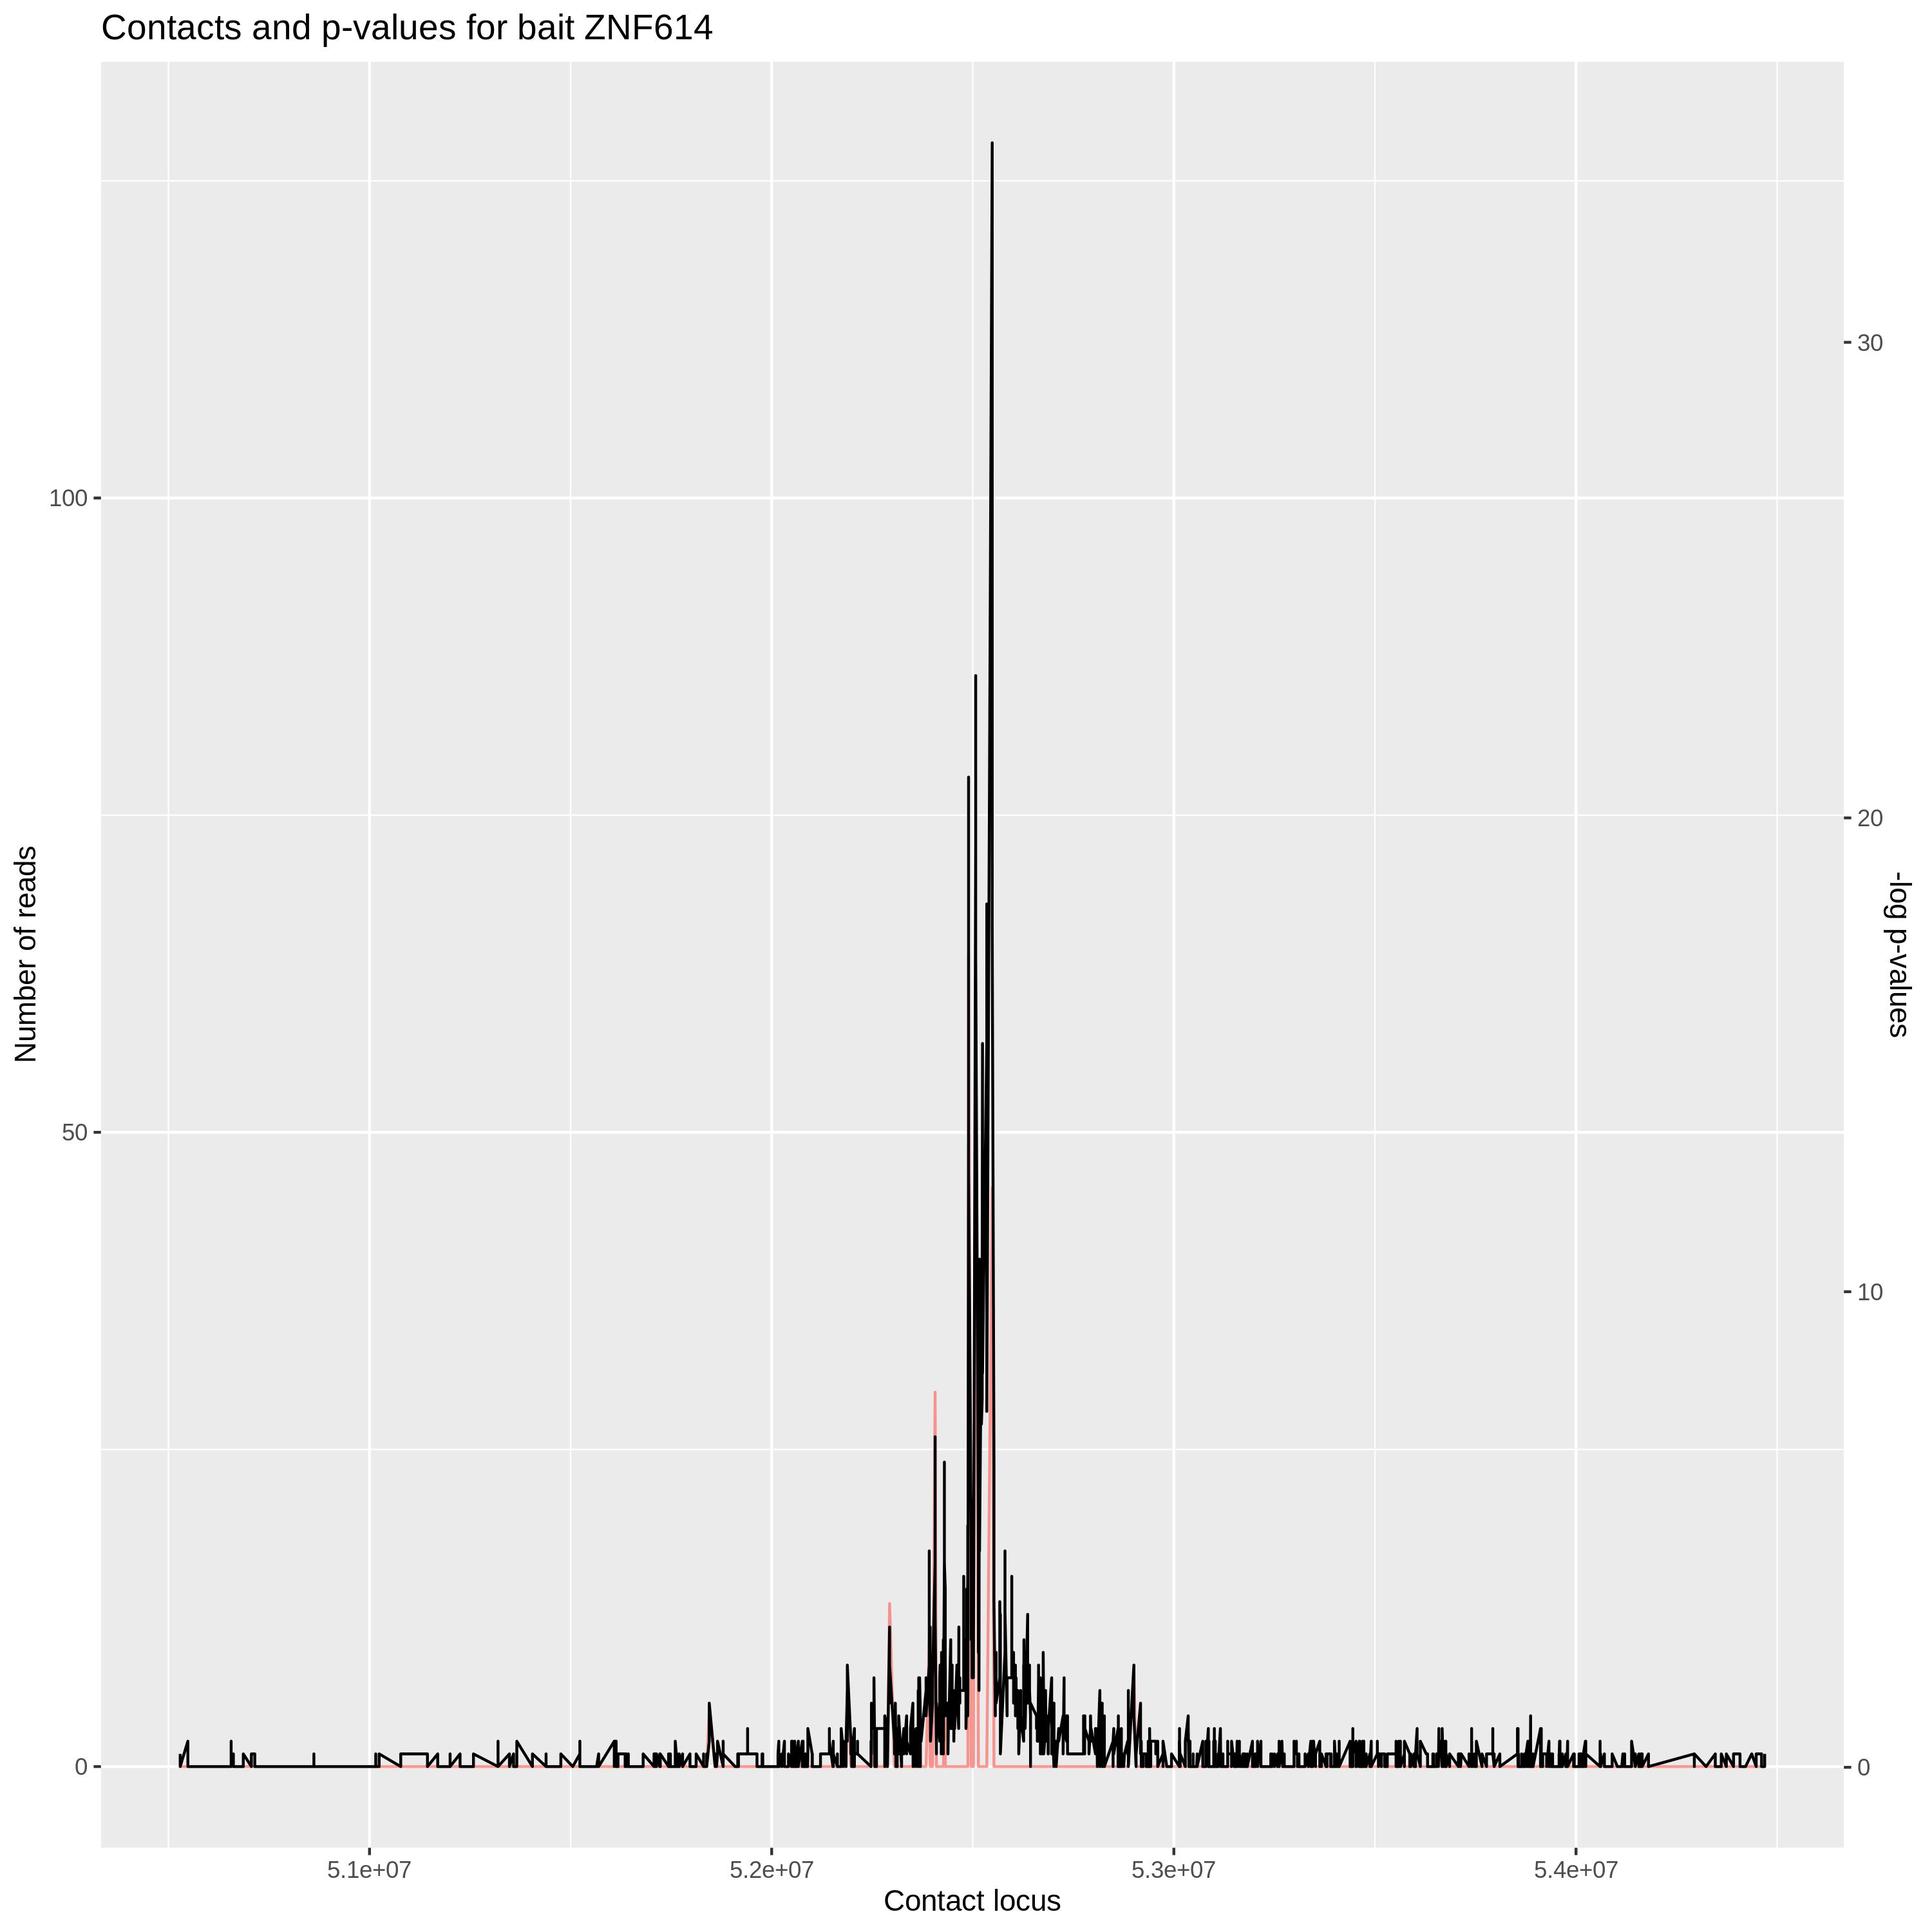 Contacts and p-values for bait ZNF614
Number of reads
100
50
0
30
20
10
0
-log p-values
5.1e+07
5.2e+07
5.3e+07
5.4e+07
Contact locus